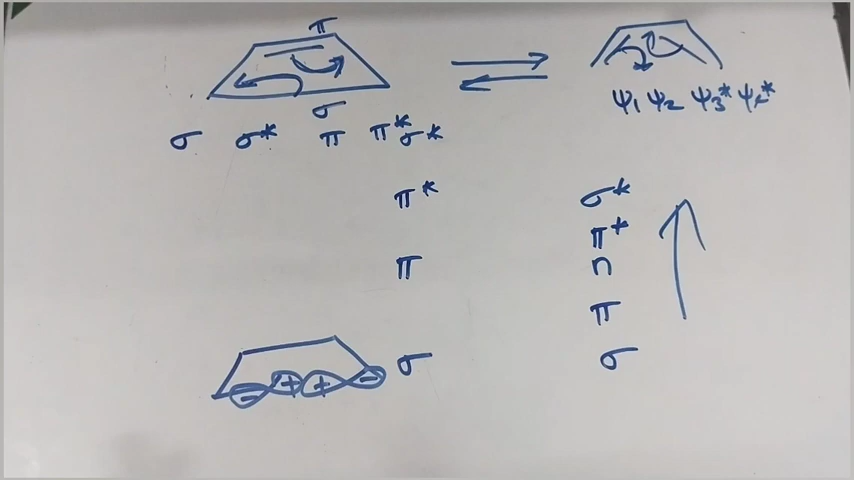 π
σ
ψ1 ψ2 ψ3* ψ4*
σ σ* π π* σ*
π* σ*
π*
π n
π
σ σ
- + + -